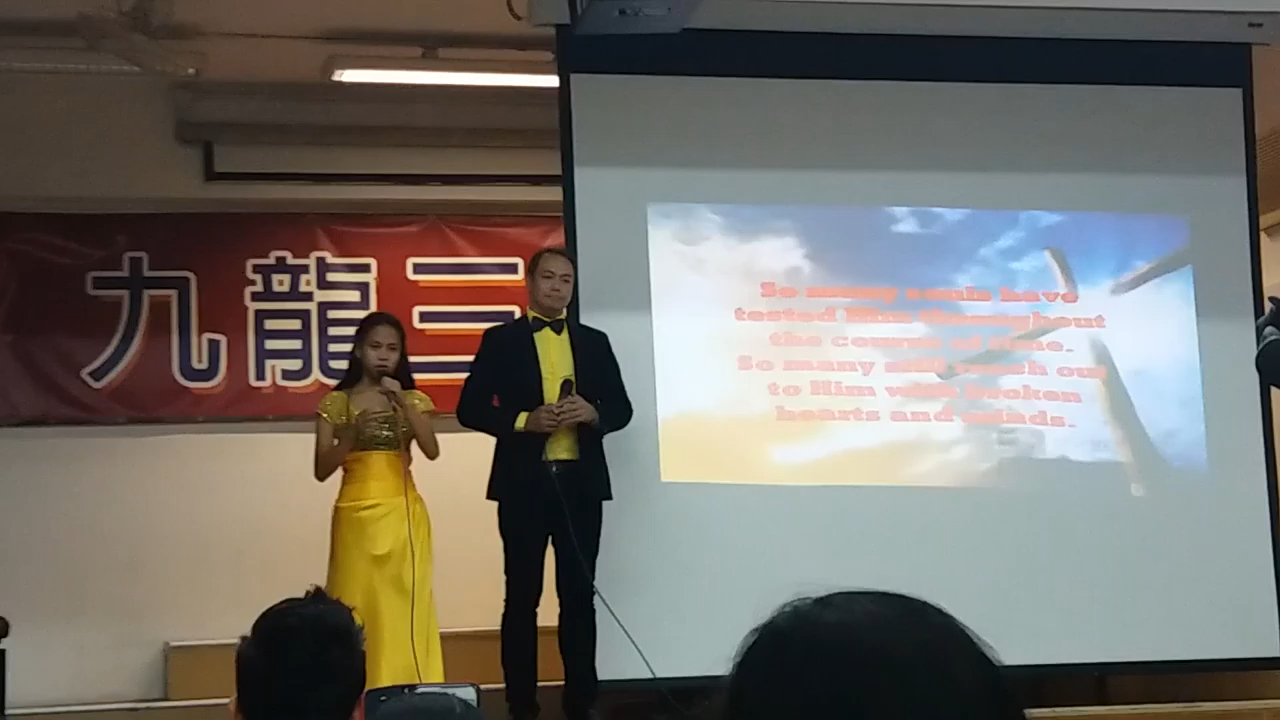 九龍三
So many souls have
tested Him throughout
the course of time.
So many still reach out
to Him with broken
hearts and minds.